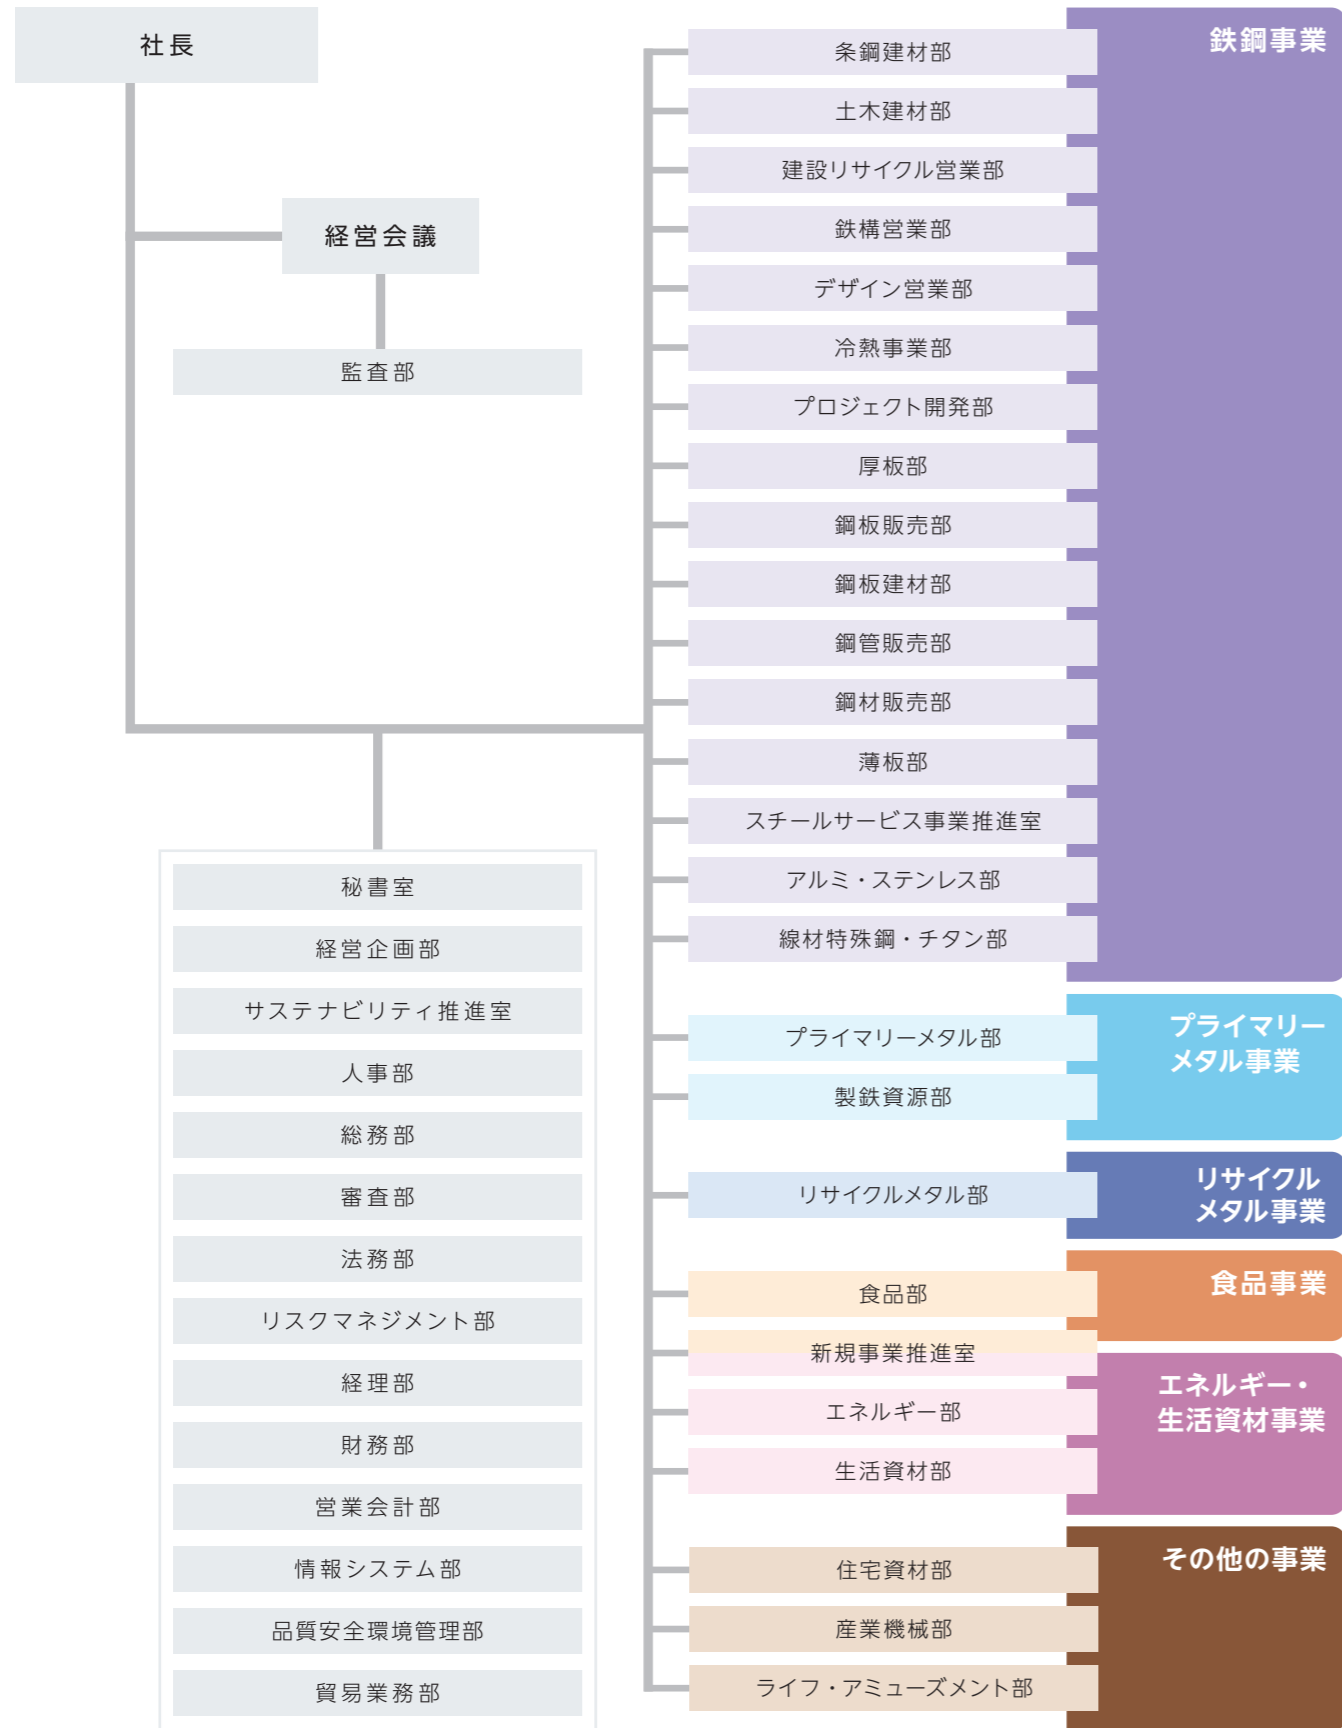 社長
経営会議
監査部
秘書室
経営企画部
サステナビリティ推進室
人事部
総務部
審査部
法務部
リスクマネジメント部
経理部
財務部
営業会計部
情報システム部
品質安全環境管理部
貿易業務部
鉄鋼事業
条鋼建材部
土木建材部
建設リサイクル営業部
鉄構営業部
デザイン営業部
冷熱事業部
プロジェクト開発部
厚板部
鋼板販売部
鋼板建材部
鋼管販売部
鋼材販売部
薄板部
スチールサービス事業推進室
アルミ・ステンレス部
線材特殊鋼・チタン部
プライマリー
メタル事業
プライマリーメタル部
製鉄資源部
リサイクル
メタル事業
リサイクルメタル部
食品事業
食品部
新規事業推進室
エネルギー・
生活資材事業
エネルギー部
生活資材部
その他の事業
住宅資材部
産業機械部
ライフ・アミューズメント部